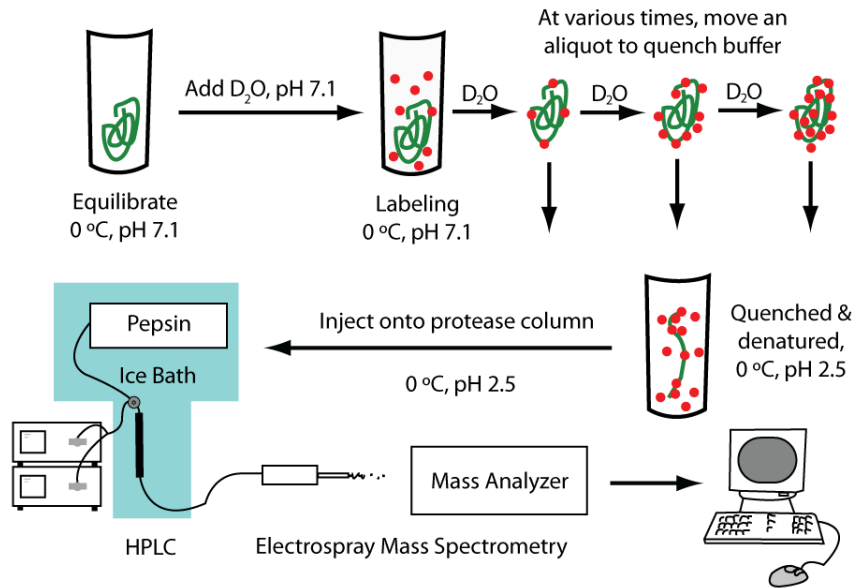 At various times, move an
aliquot to quench buffer
Add D₂O, pH 7.1
D₂O
D₂O
D₂O
Equilibrate
0 ºC, pH 7.1
Labeling
0 ºC, pH 7.1
Pepsin
Ice Bath
Inject onto protease column
0 ºC, pH 2.5
Quenched &
denatured,
0 ºC, pH 2.5
Mass Analyzer
HPLC
Electrospray Mass Spectrometry